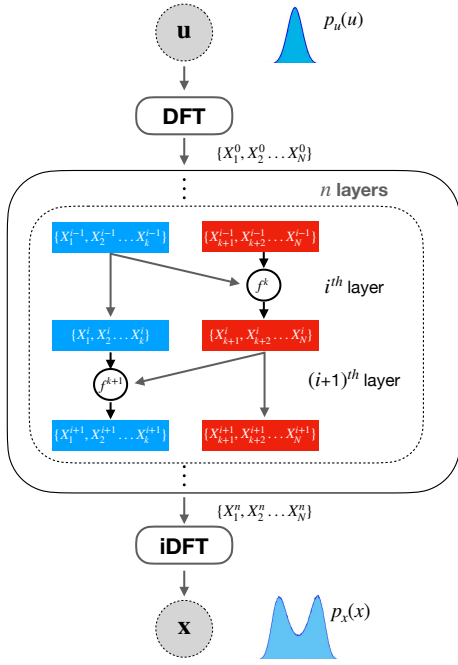 u p_u(u)
DFT
{X_1^0, X_2^0 … X_N^0}
n layers
{X_1^{i-1}, X_2^{i-1} … X_k^{i-1}} {X_{k+1}^{i-1}, X_{k+2}^{i-1} … X_N^{i-1}}
f^k i^{th} layer
{X_1^i, X_2^i … X_k^i} {X_{k+1}^i, X_{k+2}^i … X_N^i}
f^{k+1} (i+1)^{th} layer
{X_1^{i+1}, X_2^{i+1} … X_k^{i+1}} {X_{k+1}^{i+1}, X_{k+2}^{i+1} … X_N^{i+1}}
{X_1^n, X_2^n … X_N^n}
iDFT
x p_x(x)